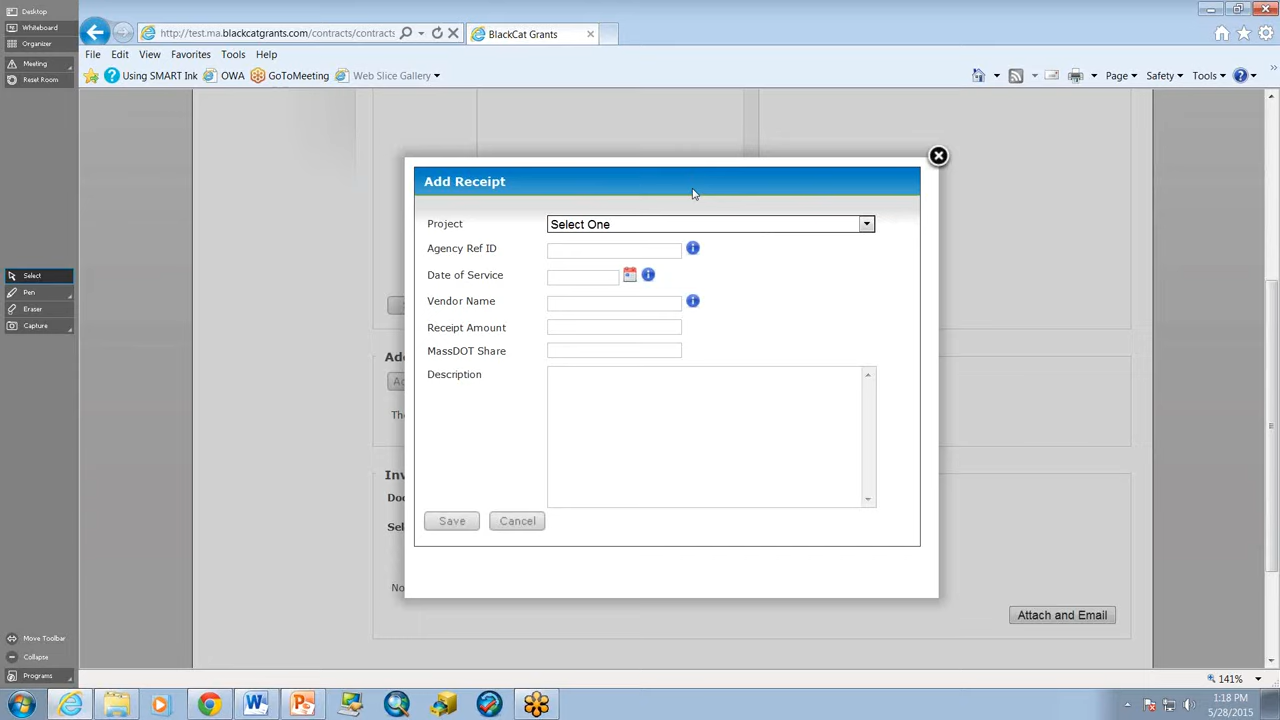 Desktop
Whiteboard
Organizer
Meeting
Reset Room
Select
Pen
Eraser
Capture
Move Toolbar
Collapse
Programs
http://test.ma.blackcatgrants.com/contracts/contracts
BlackCat Grants
File Edit View Favorites Tools Help
Using SMART Ink OWA GoToMeeting Web Slice Gallery
Page Safety Tools
Add Receipt
Project Select One
Agency Ref ID
Date of Service
Vendor Name
Receipt Amount
MassDOT Share
Description
Save Cancel
Attach and Email
141%
1:18 PM
5/28/2015